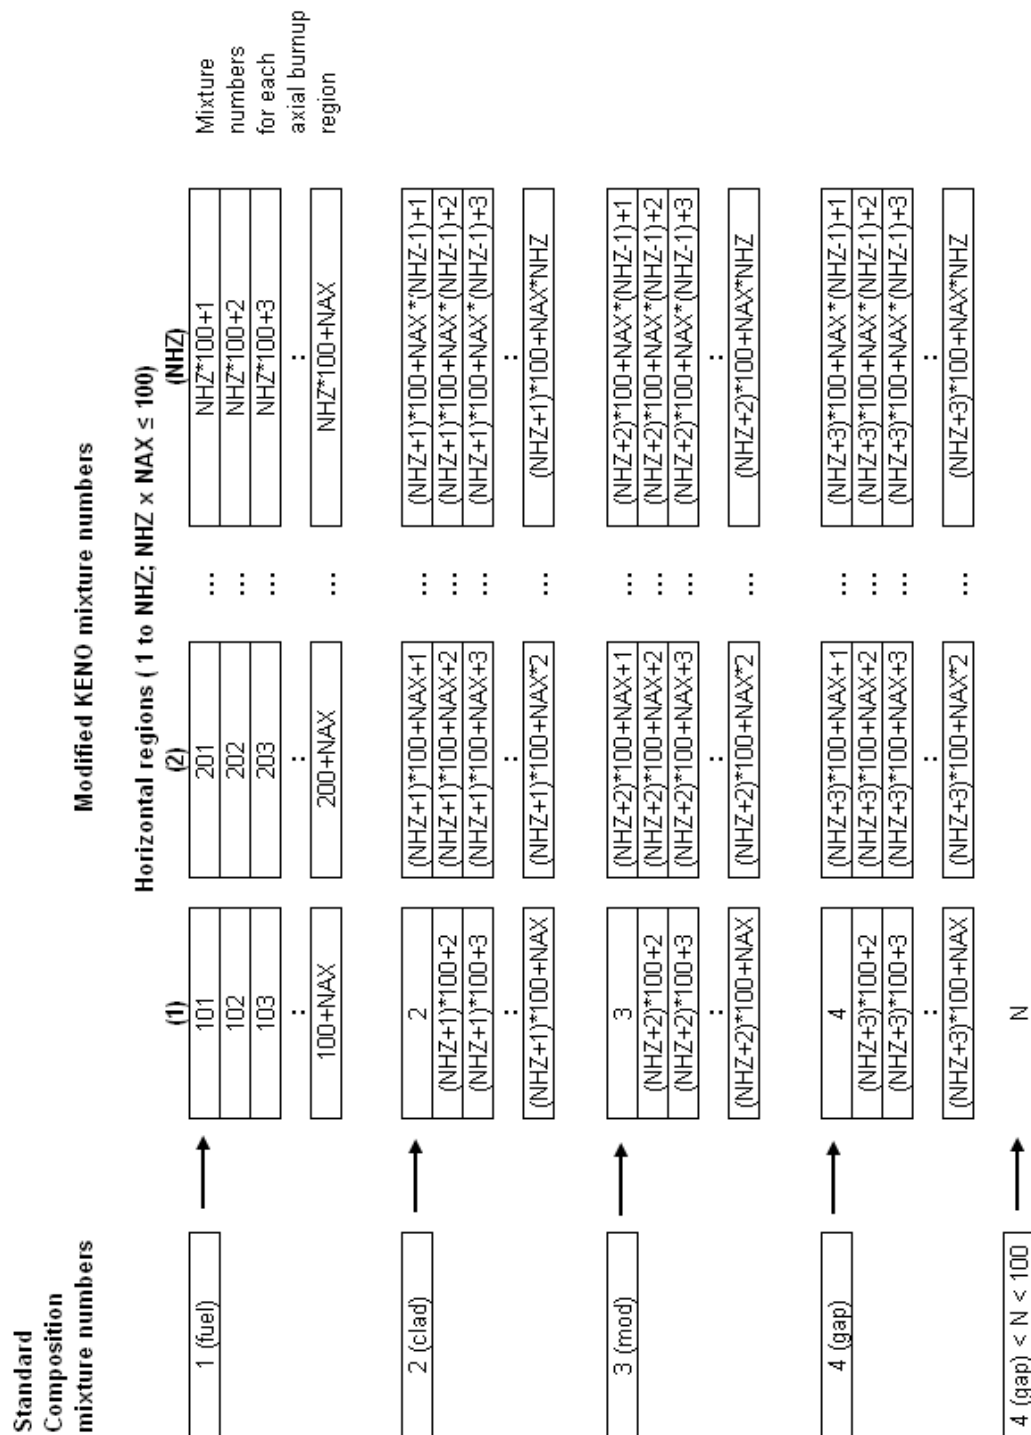 Standard
Composition
mixture numbers
Modified KENO mixture numbers
Horizontal regions ( 1 to NHZ; NHZ x NAX ≤ 100)
(1) (2) (NHZ)
1 (fuel) 101 201 ... NHZ*100+1 Mixture
102 202 ... NHZ*100+2 numbers
103 203 ... NHZ*100+3 for each
: : : axial burnup
100+NAX 200+NAX ... NHZ*100+NAX region
2 (clad) 2 (NHZ+1)*100+NAX+1 ... (NHZ+1)*100+NAX*(NHZ-1)+1
(NHZ+1)*100+2 (NHZ+1)*100+NAX+2 ... (NHZ+1)*100+NAX*(NHZ-1)+2
(NHZ+1)*100+3 (NHZ+1)*100+NAX+3 ... (NHZ+1)*100+NAX*(NHZ-1)+3
: : :
(NHZ+1)*100+NAX (NHZ+1)*100+NAX*2 ... (NHZ+1)*100+NAX*NHZ
3 (mod) 3 (NHZ+2)*100+NAX+1 ... (NHZ+2)*100+NAX*(NHZ-1)+1
(NHZ+2)*100+2 (NHZ+2)*100+NAX+2 ... (NHZ+2)*100+NAX*(NHZ-1)+2
(NHZ+2)*100+3 (NHZ+2)*100+NAX+3 ... (NHZ+2)*100+NAX*(NHZ-1)+3
: : :
(NHZ+2)*100+NAX (NHZ+2)*100+NAX*2 ... (NHZ+2)*100+NAX*NHZ
4 (gap) 4 (NHZ+3)*100+NAX+1 ... (NHZ+3)*100+NAX*(NHZ-1)+1
(NHZ+3)*100+2 (NHZ+3)*100+NAX+2 ... (NHZ+3)*100+NAX*(NHZ-1)+2
(NHZ+3)*100+3 (NHZ+3)*100+NAX+3 ... (NHZ+3)*100+NAX*(NHZ-1)+3
: : :
(NHZ+3)*100+NAX (NHZ+3)*100+NAX*2 ... (NHZ+3)*100+NAX*NHZ
4 (gap) < N < 100 N